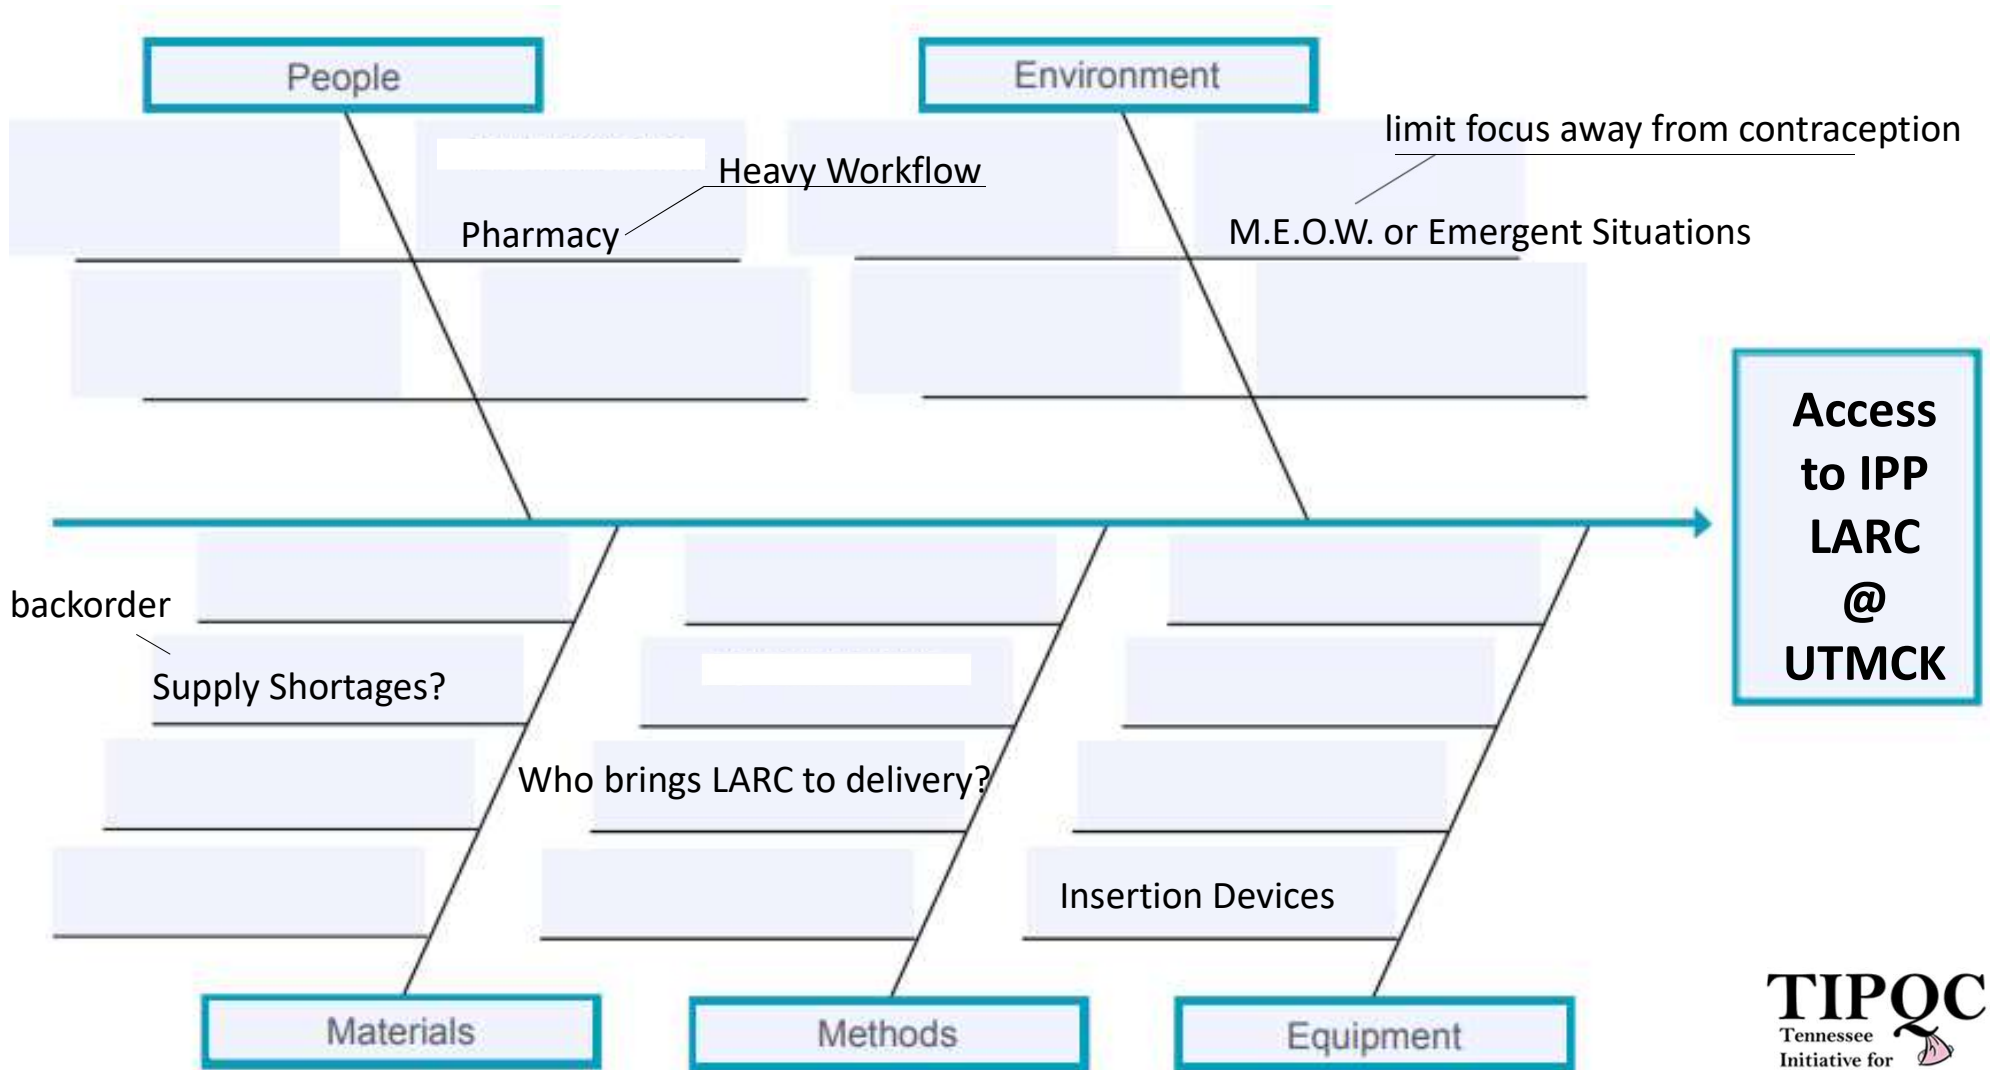 People
Environment
limit focus away from contraception
Heavy Workflow
Pharmacy
M.E.O.W. or Emergent Situations
Access
to IPP
LARC
@
UTMCK
backorder
Supply Shortages?
Who brings LARC to delivery?
Insertion Devices
Materials
Methods
Equipment
TIPQC
Tennessee
Initiative for